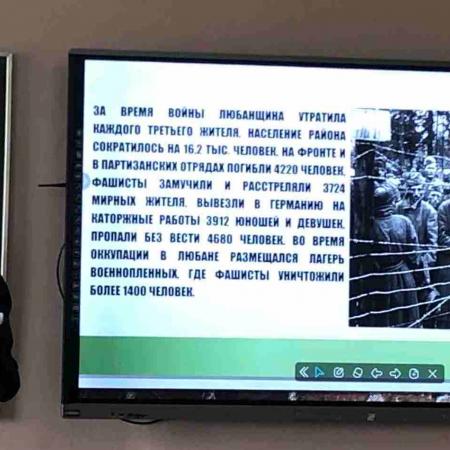 ЗА ВРЕМЯ ВОЙНЫ ЛЮБАНЩИНА УТРАТИЛА
КАЖДОГО ТРЕТЬЕГО ЖИТЕЛЯ. НАСЕЛЕНИЕ РАЙОНА
СОКРАТИЛОСЬ НА 16,2 ТЫС. ЧЕЛОВЕК. НА ФРОНТЕ И
В ПАРТИЗАНСКИХ ОТРЯДАХ ПОГИБЛИ 4220 ЧЕЛОВЕК.
ФАШИСТЫ ЗАМУЧИЛИ И РАССТРЕЛЯЛИ 3724
МИРНЫХ ЖИТЕЛЯ. ВЫВЕЗЛИ В ГЕРМАНИЮ НА
КАТОРЖНЫЕ РАБОТЫ 3912 ЮНОШЕЙ И ДЕВУШЕК.
ПРОПАЛИ БЕЗ ВЕСТИ 4680 ЧЕЛОВЕК. ВО ВРЕМЯ
ОККУПАЦИИ В ЛЮБАНЕ РАЗМЕЩАЛСЯ ЛАГЕРЬ
ВОЕННОПЛЕННЫХ, ГДЕ ФАШИСТЫ УНИЧТОЖИЛИ
БОЛЕЕ 1400 ЧЕЛОВЕК.